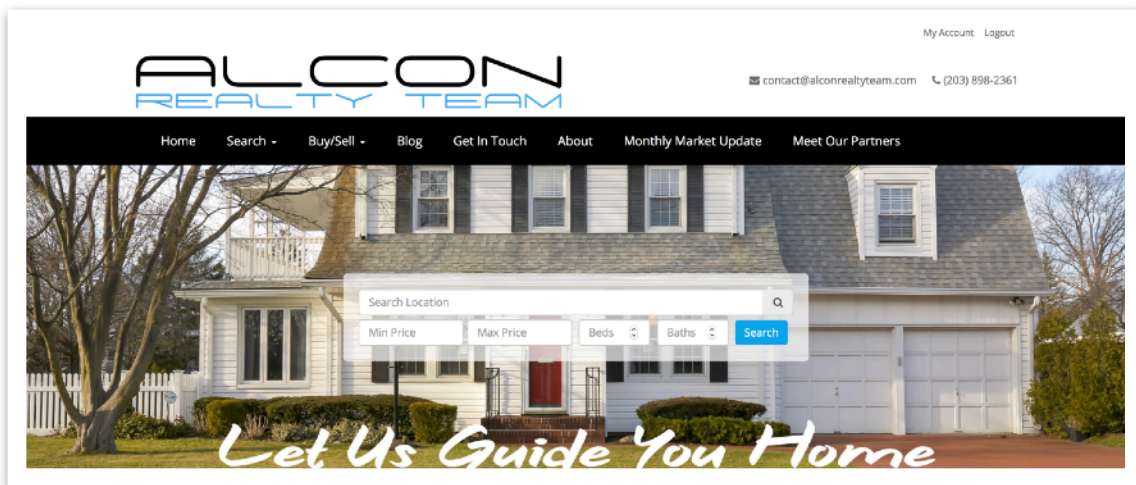 My Account Logout
ALCON
REALTY TEAM
contact@alconrealtyteam.com (203) 898-2361
Home Search Buy/Sell Blog Get In Touch About Monthly Market Update Meet Our Partners
Search Location
Min Price Max Price Beds Baths Search
Let Us Guide You Home